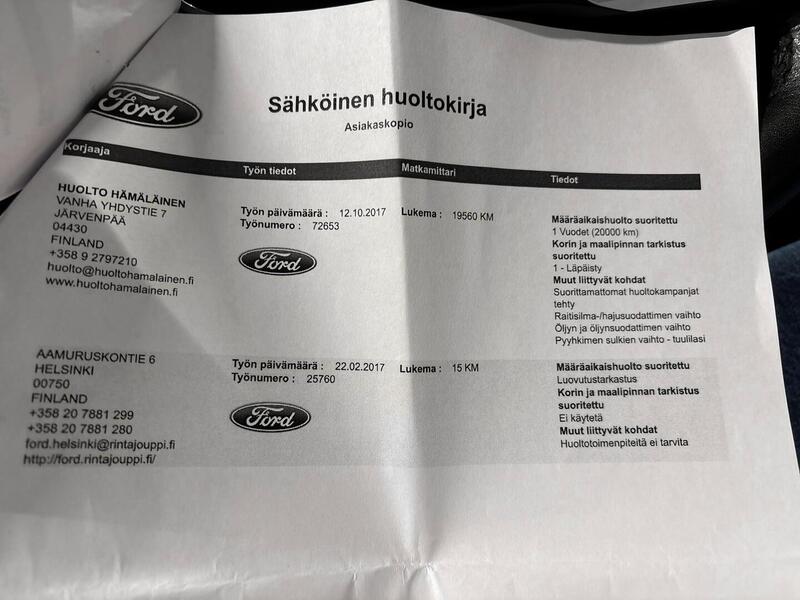 Ford
Sähköinen huoltokirja
Asiakaskopio
Korjaaja
Työn tiedot
Matkamittari
Tiedot
HUOLTO HÄMÄLÄINEN
VANHA YHDYSTIE 7
JÄRVENPÄÄ
04430
FINLAND
+358 9 2797210
huolto@huoltohamalainen.fi
www.huoltohamalainen.fi
Työn päivämäärä : 12.10.2017
Työnumero : 72653
Ford
Lukema : 19560 KM
Määräaikaishuolto suoritettu
1 Vuodet (20000 km)
Korin ja maalipinnan tarkistus
suoritettu
1 - Läpäisty
Muut liittyvät kohdat
Suorittamattomat huoltokampanjat
tehty
Raitisilma-/hajusuodattimen vaihto
Öljyn ja öljynsuodattimen vaihto
Pyyhkimen sulkien vaihto - tuulilasi
AAMURUSKONTIE 6
HELSINKI
00750
FINLAND
+358 20 7881 299
+358 20 7881 280
ford.helsinki@rintajouppi.fi
http://ford.rintajouppi.fi/
Työn päivämäärä : 22.02.2017
Työnumero : 25760
Ford
Lukema : 15 KM
Määräaikaishuolto suoritettu
Luovutustarkastus
Korin ja maalipinnan tarkistus
suoritettu
Ei käytetä
Muut liittyvät kohdat
Huoltotoimenpiteitä ei tarvita